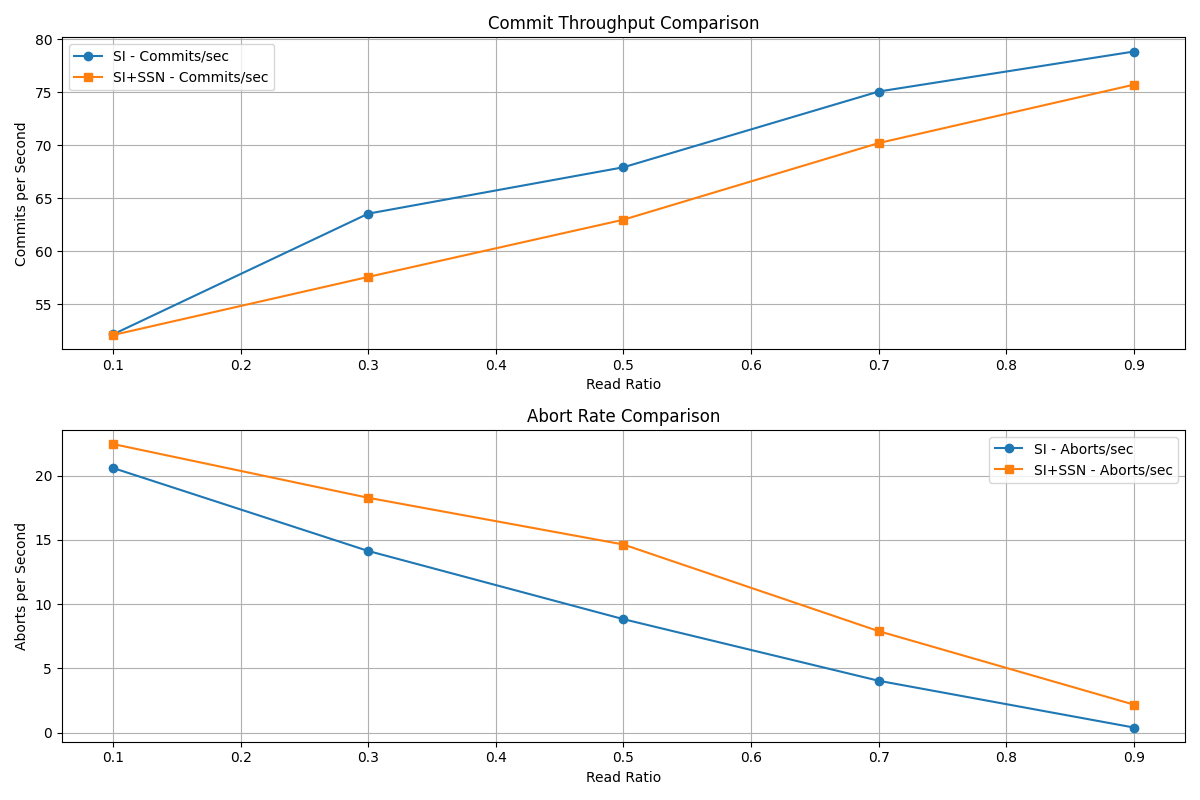 Commit Throughput Comparison
80
75
70
65
60
55
Commits per Second
SI - Commits/sec
SI+SSN - Commits/sec
0.1 0.2 0.3 0.4 0.5 0.6 0.7 0.8 0.9
Read Ratio
Abort Rate Comparison
20
15
10
5
0
Aborts per Second
SI - Aborts/sec
SI+SSN - Aborts/sec
0.1 0.2 0.3 0.4 0.5 0.6 0.7 0.8 0.9
Read Ratio